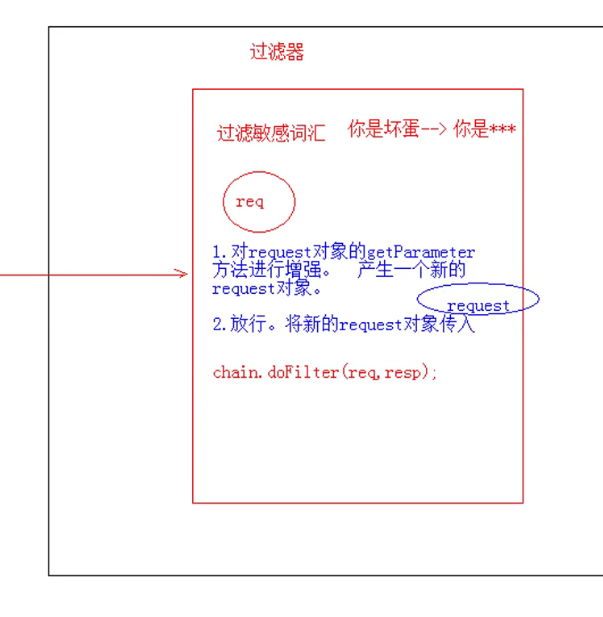 过滤器
过滤敏感词汇 你是坏蛋--> 你是***
req
1.对request对象的getParameter
方法进行增强。 产生一个新的
request对象。
request
2.放行。将新的request对象传入
chain.doFilter(req,resp);